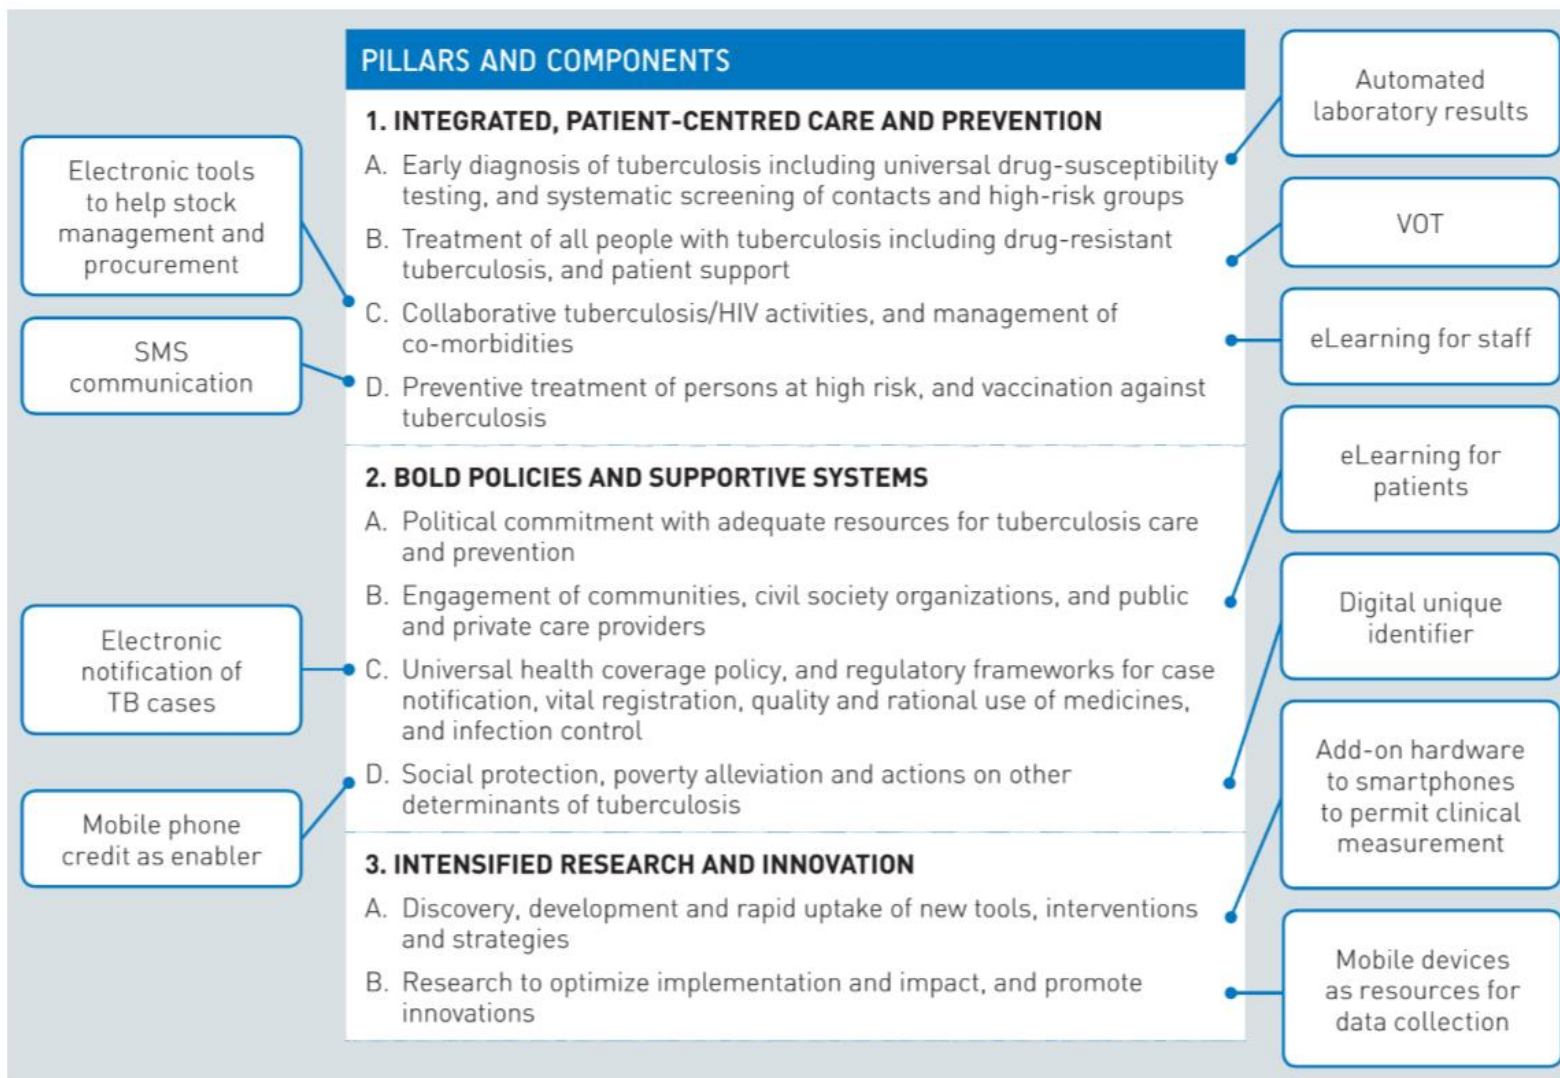 PILLARS AND COMPONENTS
1. INTEGRATED, PATIENT-CENTRED CARE AND PREVENTION
A. Early diagnosis of tuberculosis including universal drug-susceptibility
testing, and systematic screening of contacts and high-risk groups
B. Treatment of all people with tuberculosis including drug-resistant
tuberculosis, and patient support
C. Collaborative tuberculosis/HIV activities, and management of
co-morbidities
D. Preventive treatment of persons at high risk, and vaccination against
tuberculosis
2. BOLD POLICIES AND SUPPORTIVE SYSTEMS
A. Political commitment with adequate resources for tuberculosis care
and prevention
B. Engagement of communities, civil society organizations, and public
and private care providers
C. Universal health coverage policy, and regulatory frameworks for case
notification, vital registration, quality and rational use of medicines,
and infection control
D. Social protection, poverty alleviation and actions on other
determinants of tuberculosis
3. INTENSIFIED RESEARCH AND INNOVATION
A. Discovery, development and rapid uptake of new tools, interventions
and strategies
B. Research to optimize implementation and impact, and promote
innovations
Electronic tools
to help stock
management and
procurement
SMS
communication
Electronic
notification of
TB cases
Mobile phone
credit as enabler
Automated
laboratory results
VOT
eLearning for staff
eLearning for
patients
Digital unique
identifier
Add-on hardware
to smartphones
to permit clinical
measurement
Mobile devices
as resources for
data collection